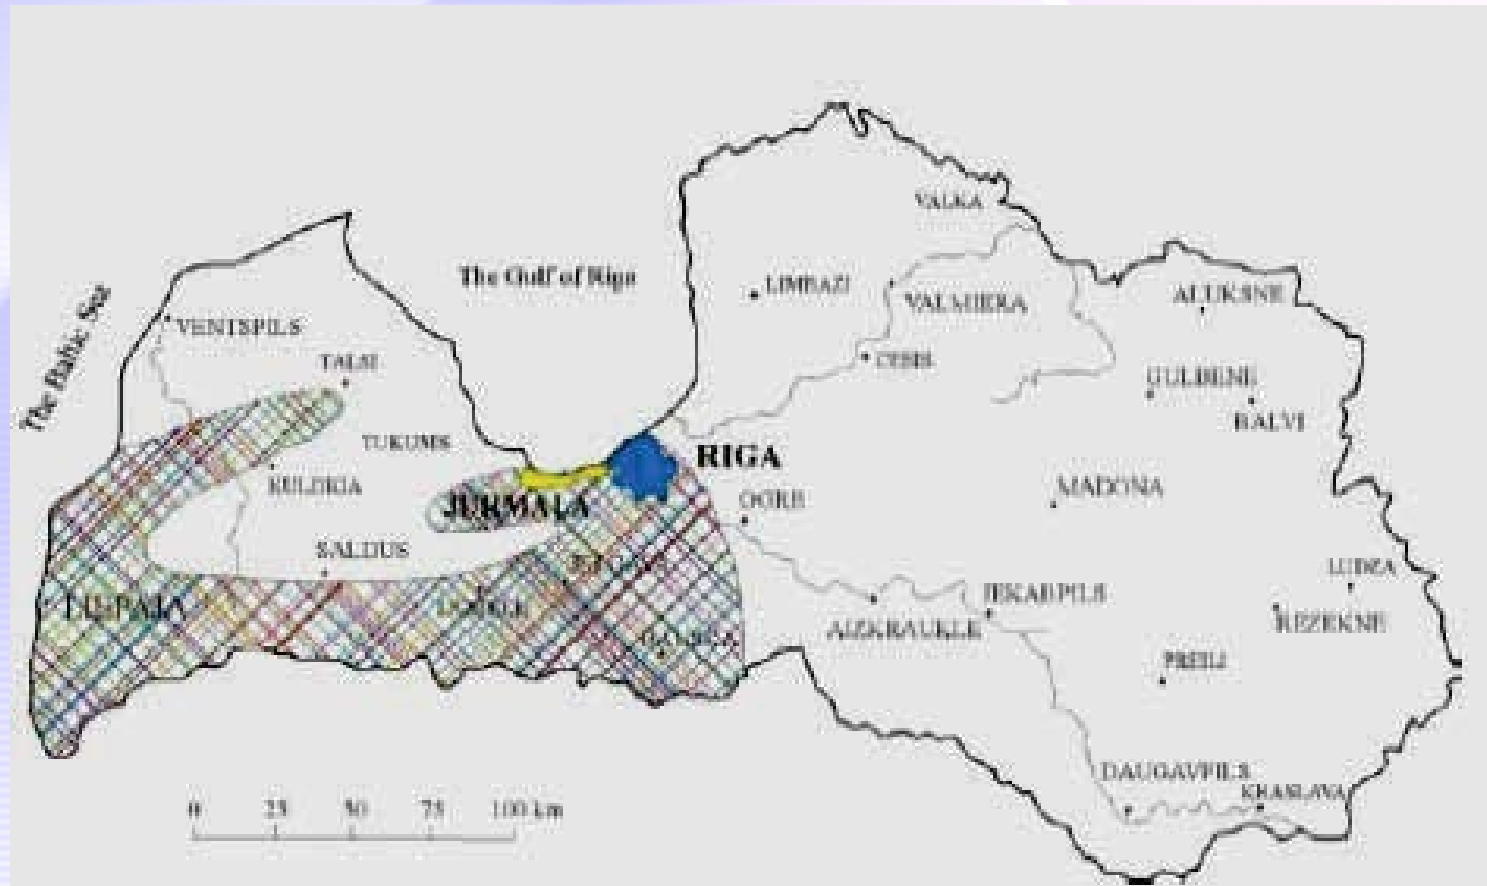 VALKA
The Gulf of Riga
LIMBAZI
VALMIERA
ALUKSNE
The Baltic Sea
VENTSPILS
TALSI
CESIS
GULBENE
BALVI
TUKUMS
RIGA
KULDIGA
JURMALA
OGRE
MADONA
SALDUS
LUDZA
LIEPAJA
JEKABPILS
AIZKRAUKLE
REZEKNE
PREILI
DAUGAVPILS
KRASLAVA
0 25 50 75 100 km